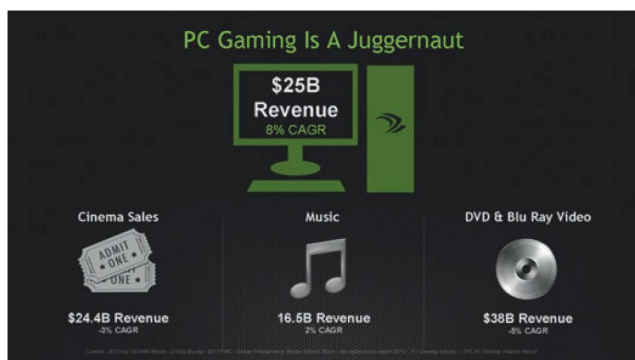 PC Gaming Is A Juggernaut
$25B
Revenue
8% CAGR
Cinema Sales
Music
DVD & Blu Ray Video
ADMIT
ONE
ONE
$24.4B Revenue
-3% CAGR
16.5B Revenue
2% CAGR
$38B Revenue
-5% CAGR